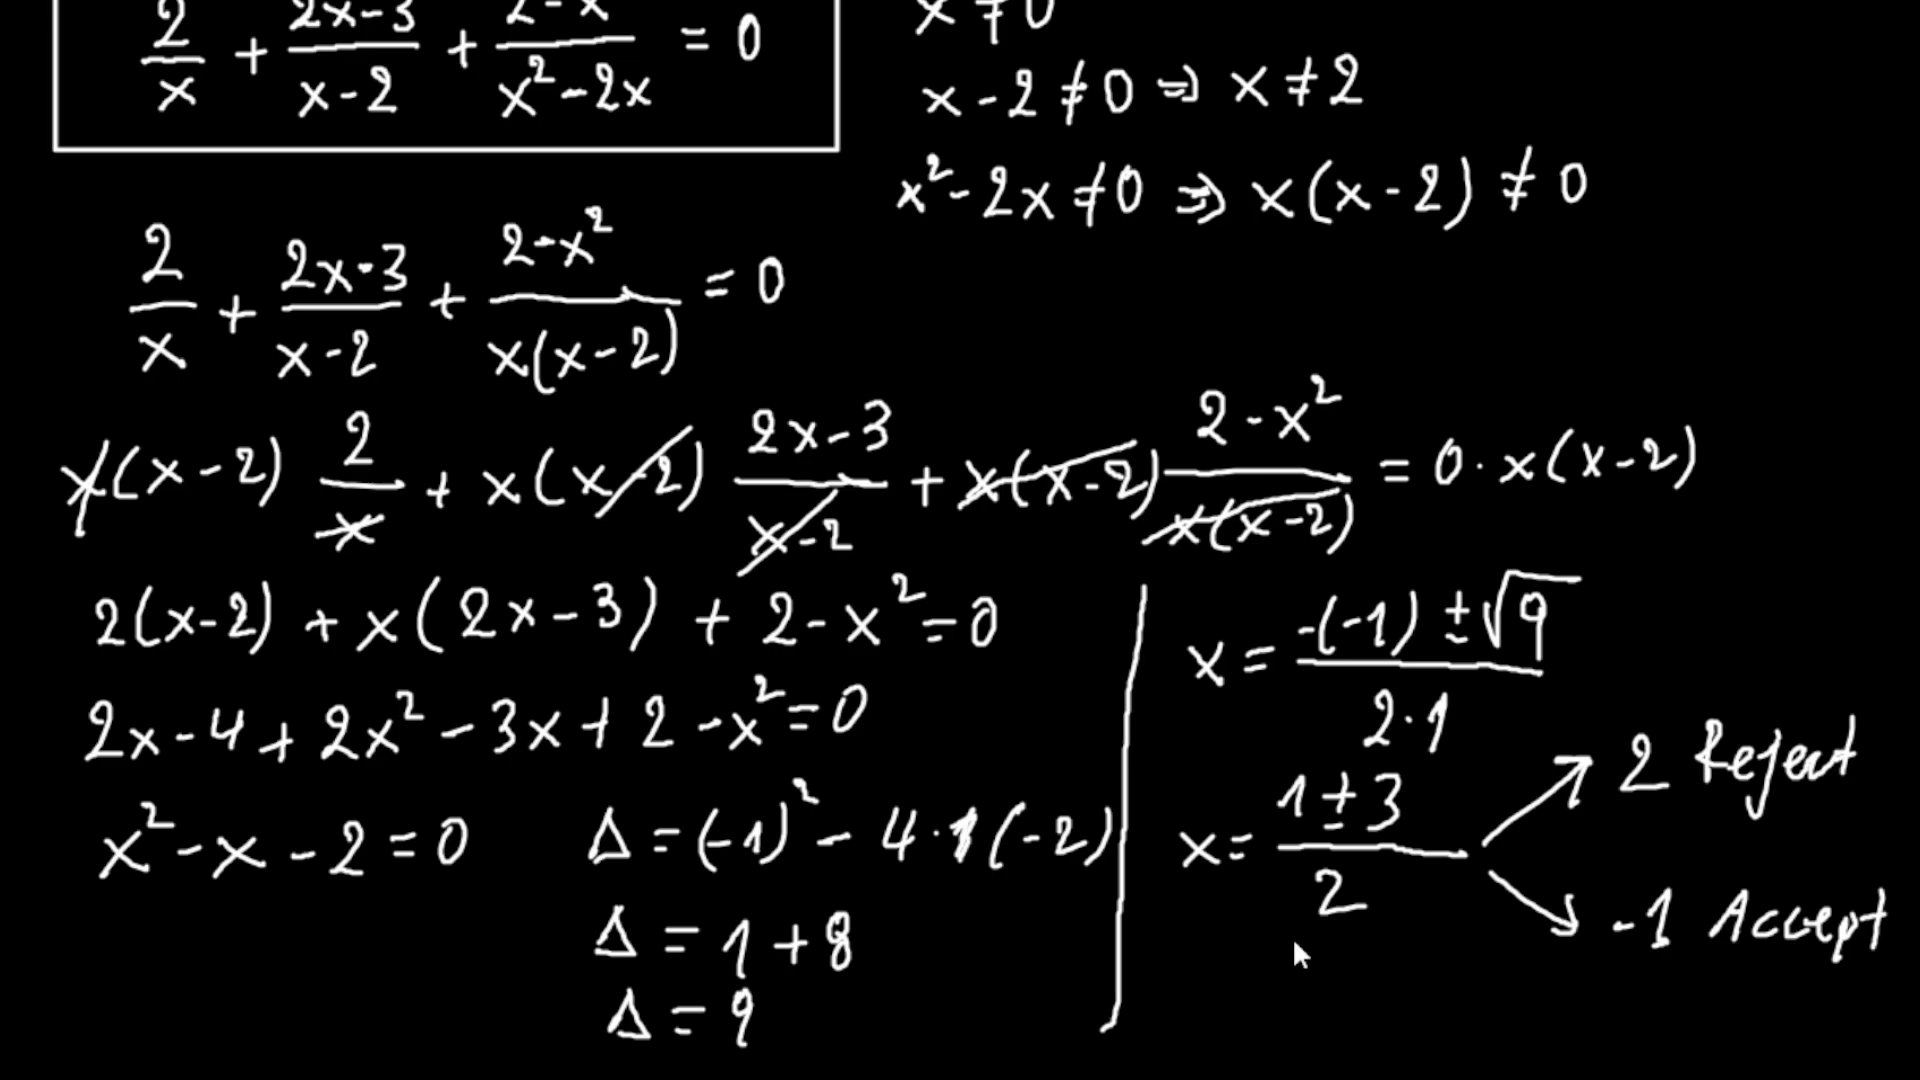 2/x + (2x-3)/(x-2) + (2-x)/(x²-2x) = 0
x ≠ 0
x-2 ≠ 0 ⇒ x ≠ 2
x²-2x ≠ 0 ⇒ x(x-2) ≠ 0
2/x + (2x-3)/(x-2) + (2-x²)/(x(x-2)) = 0
x(x-2) 2/x + x(x-2) (2x-3)/(x-2) + x(x-2) (2-x²)/(x(x-2)) = 0·x(x-2)
2(x-2) + x(2x-3) + 2-x² = 0
2x-4+2x²-3x+2-x²=0
x²-x-2=0
Δ=(-1)²-4·1(-2)
Δ=1+8
Δ=9
x = (-(-1) ± √9)/(2·1)
x = (1±3)/2
2 Reject
-1 Accept